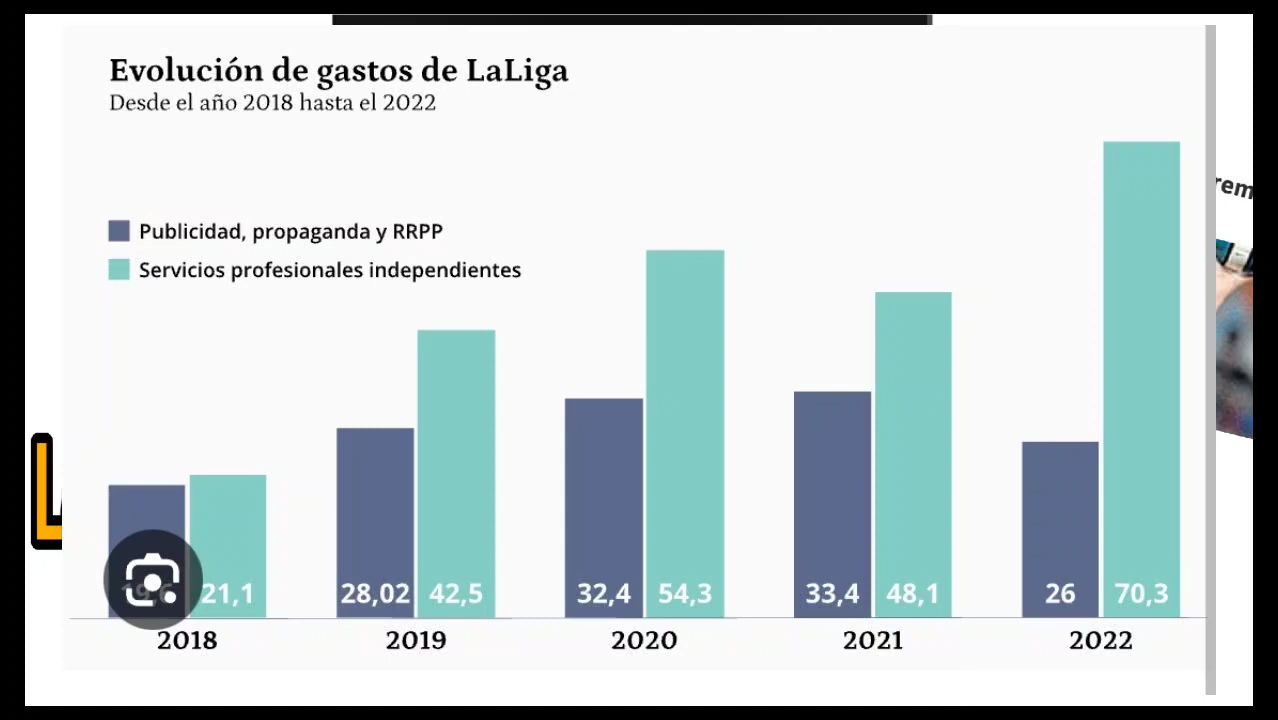 Evolución de gastos de LaLiga
Desde el año 2018 hasta el 2022
Publicidad, propaganda y RRPP
Servicios profesionales independientes
21,1 28,02 42,5 32,4 54,3 33,4 48,1 26 70,3
2018 2019 2020 2021 2022